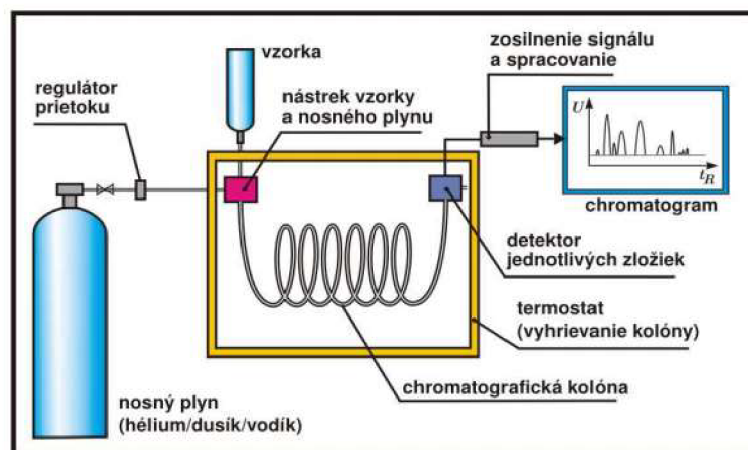 zosilnenie signálu
a spracovanie
vzorka
regulátor
prietoku
nástrek vzorky
a nosného plynu
U
t_R
chromatogram
detektor
jednotlivých zložiek
termostat
(vyhrievanie kolóny)
chromatografická kolóna
nosný plyn
(hélium/dusík/vodík)